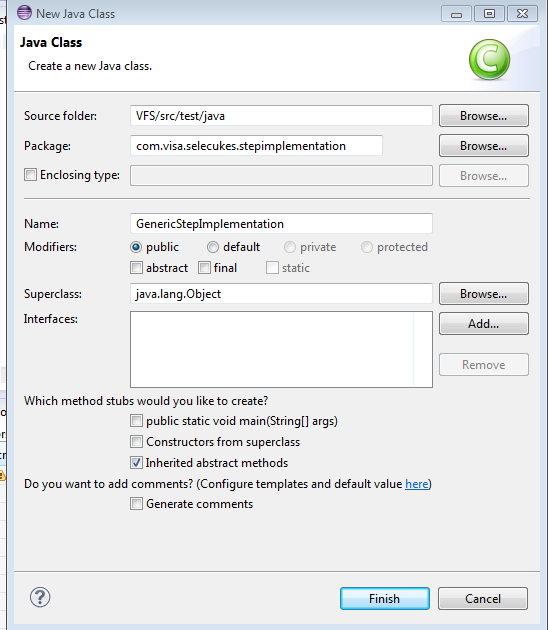 New Java Class
Java Class
Create a new Java class.
C
Source folder: VFS/src/test/java Browse...
Package: com.visa.selecukes.stepimplementation Browse...
Enclosing type: Browse...
Name: GenericStepImplementation
Modifiers: public default private protected
abstract final static
Superclass: java.lang.Object Browse...
Interfaces: Add...
Remove
Which method stubs would you like to create?
public static void main(String[] args)
Constructors from superclass
Inherited abstract methods
Do you want to add comments? (Configure templates and default value here)
Generate comments
? Finish Cancel